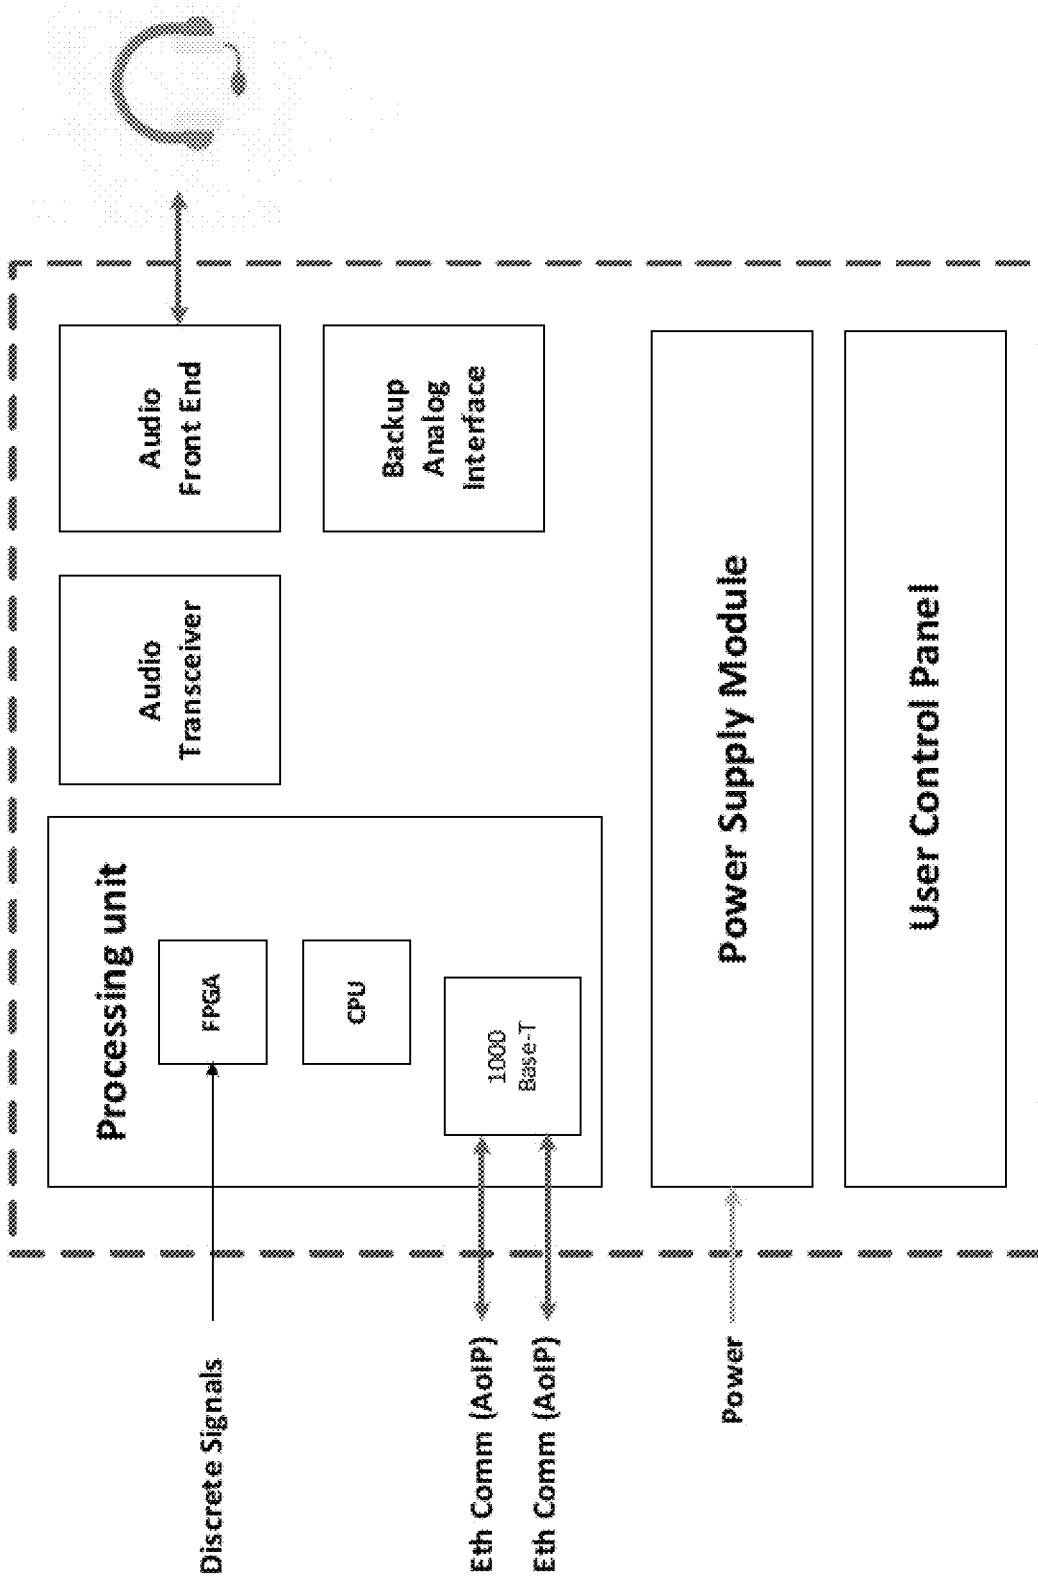 Discrete Signals
Eth Comm (AoIP)
Eth Comm (AoIP)
Power
Processing unit
FPGA
CPU
1000
Base-T
Audio
Transceiver
Audio
Front End
Backup
Analog
Interface
Power Supply Module
User Control Panel